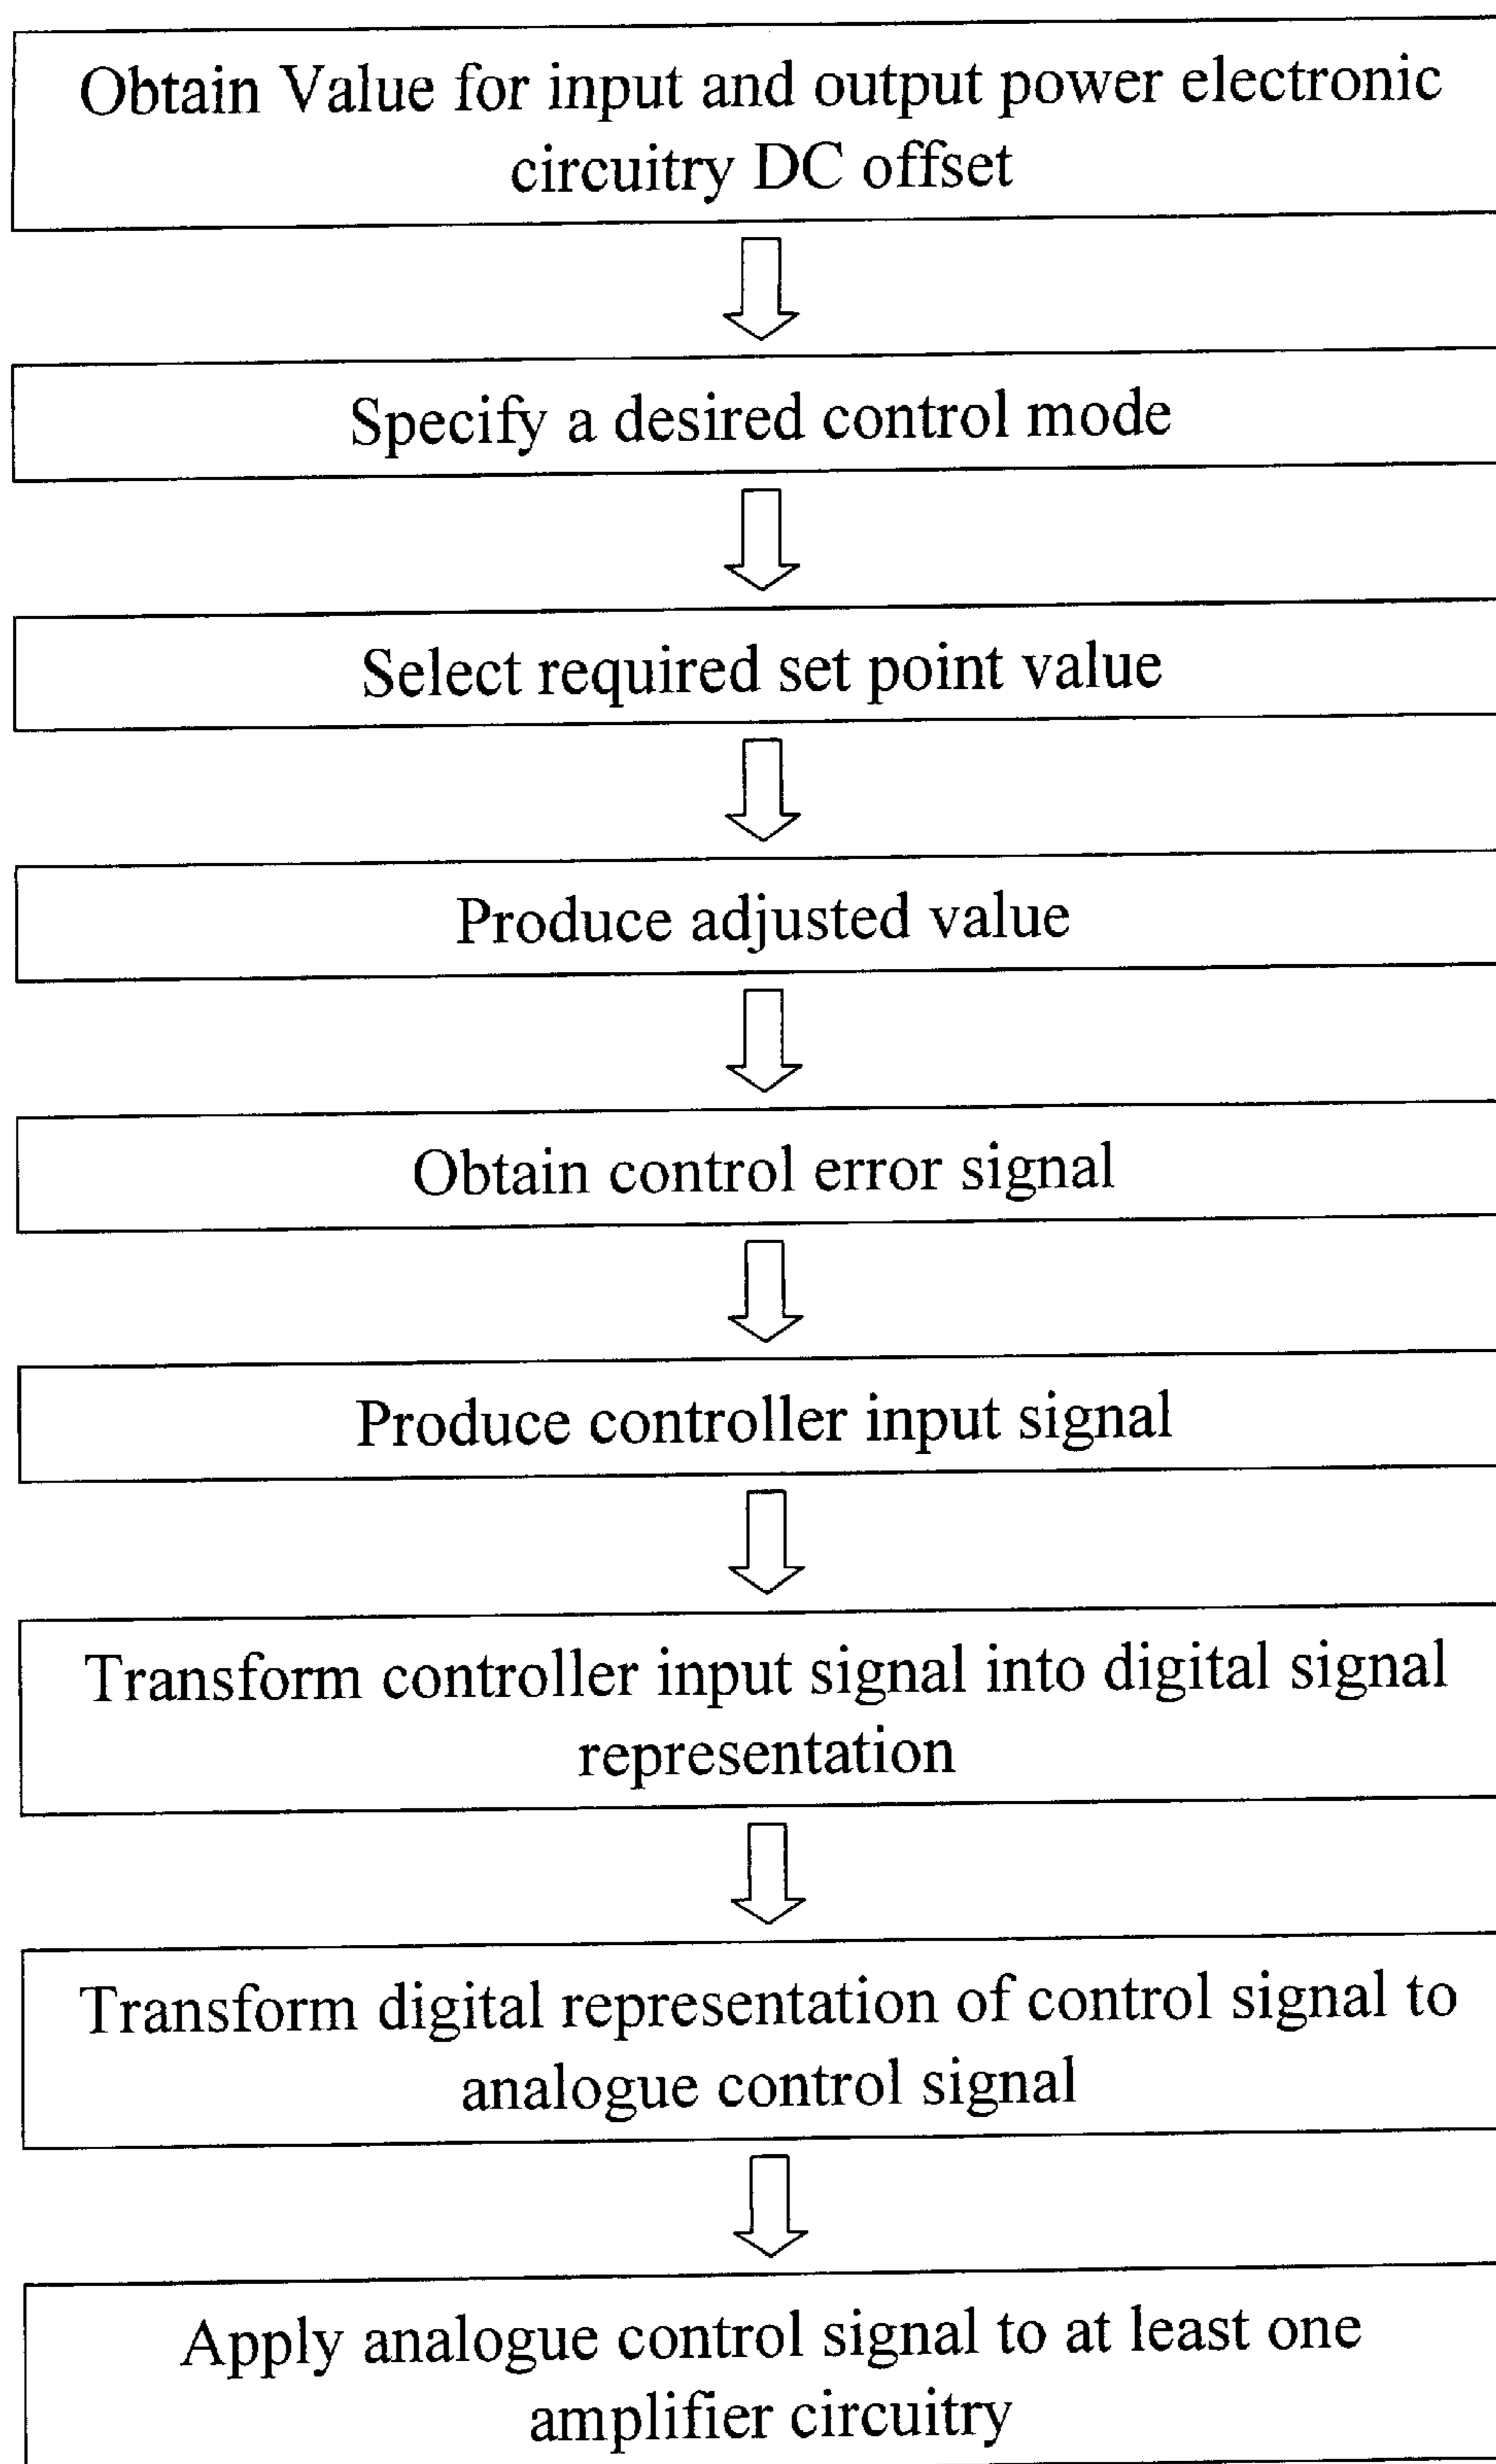 Obtain Value for input and output power electronic
circuitry DC offset
Specify a desired control mode
Select required set point value
Produce adjusted value
Obtain control error signal
Produce controller input signal
Transform controller input signal into digital signal
representation
Transform digital representation of control signal to
analogue control signal
Apply analogue control signal to at least one
amplifier circuitry